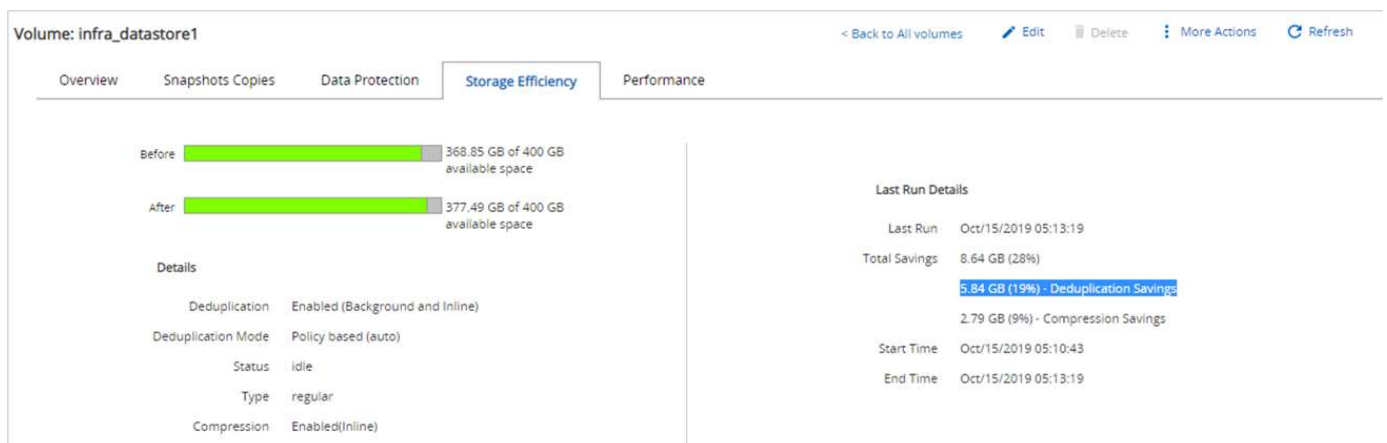 Volume: infra_datastore1
< Back to All volumes Edit Delete More Actions Refresh
Overview Snapshots Copies Data Protection Storage Efficiency Performance
Before 368.85 GB of 400 GB
available space
After 377.49 GB of 400 GB
available space
Details
Deduplication Enabled (Background and Inline)
Deduplication Mode Policy based (auto)
Status idle
Type regular
Compression Enabled(Inline)
Last Run Details
Last Run Oct/15/2019 05:13:19
Total Savings 8.64 GB (28%)
5.84 GB (19%) - Deduplication Savings
2.79 GB (9%) - Compression Savings
Start Time Oct/15/2019 05:10:43
End Time Oct/15/2019 05:13:19